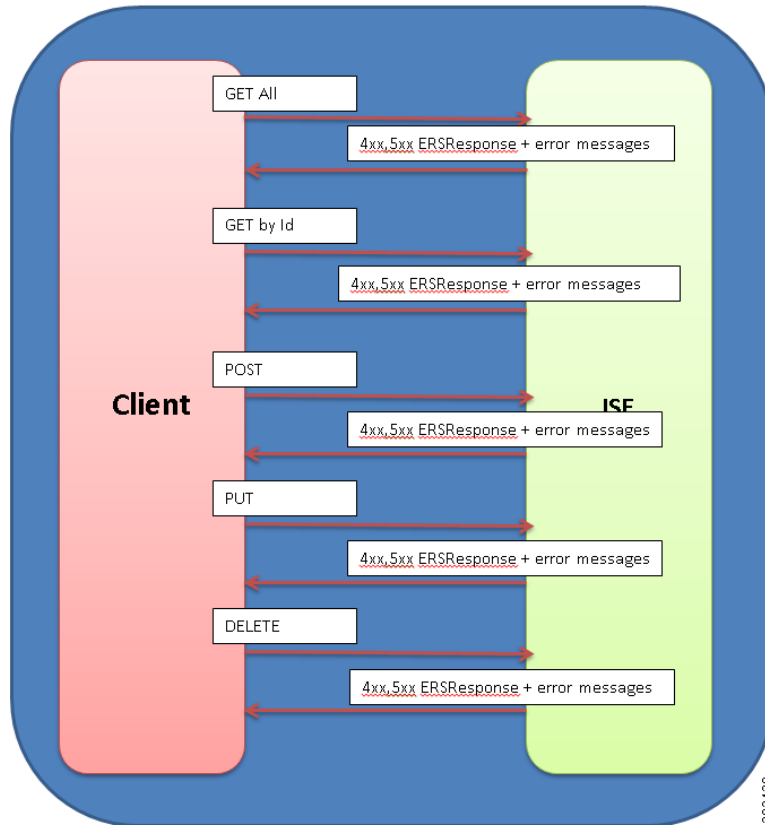 GET All
4xx,5xx ERSResponse + error messages
GET by Id
4xx,5xx ERSResponse + error messages
POST
Client
ISE
4xx,5xx ERSResponse + error messages
PUT
4xx,5xx ERSResponse + error messages
DELETE
4xx,5xx ERSResponse + error messages